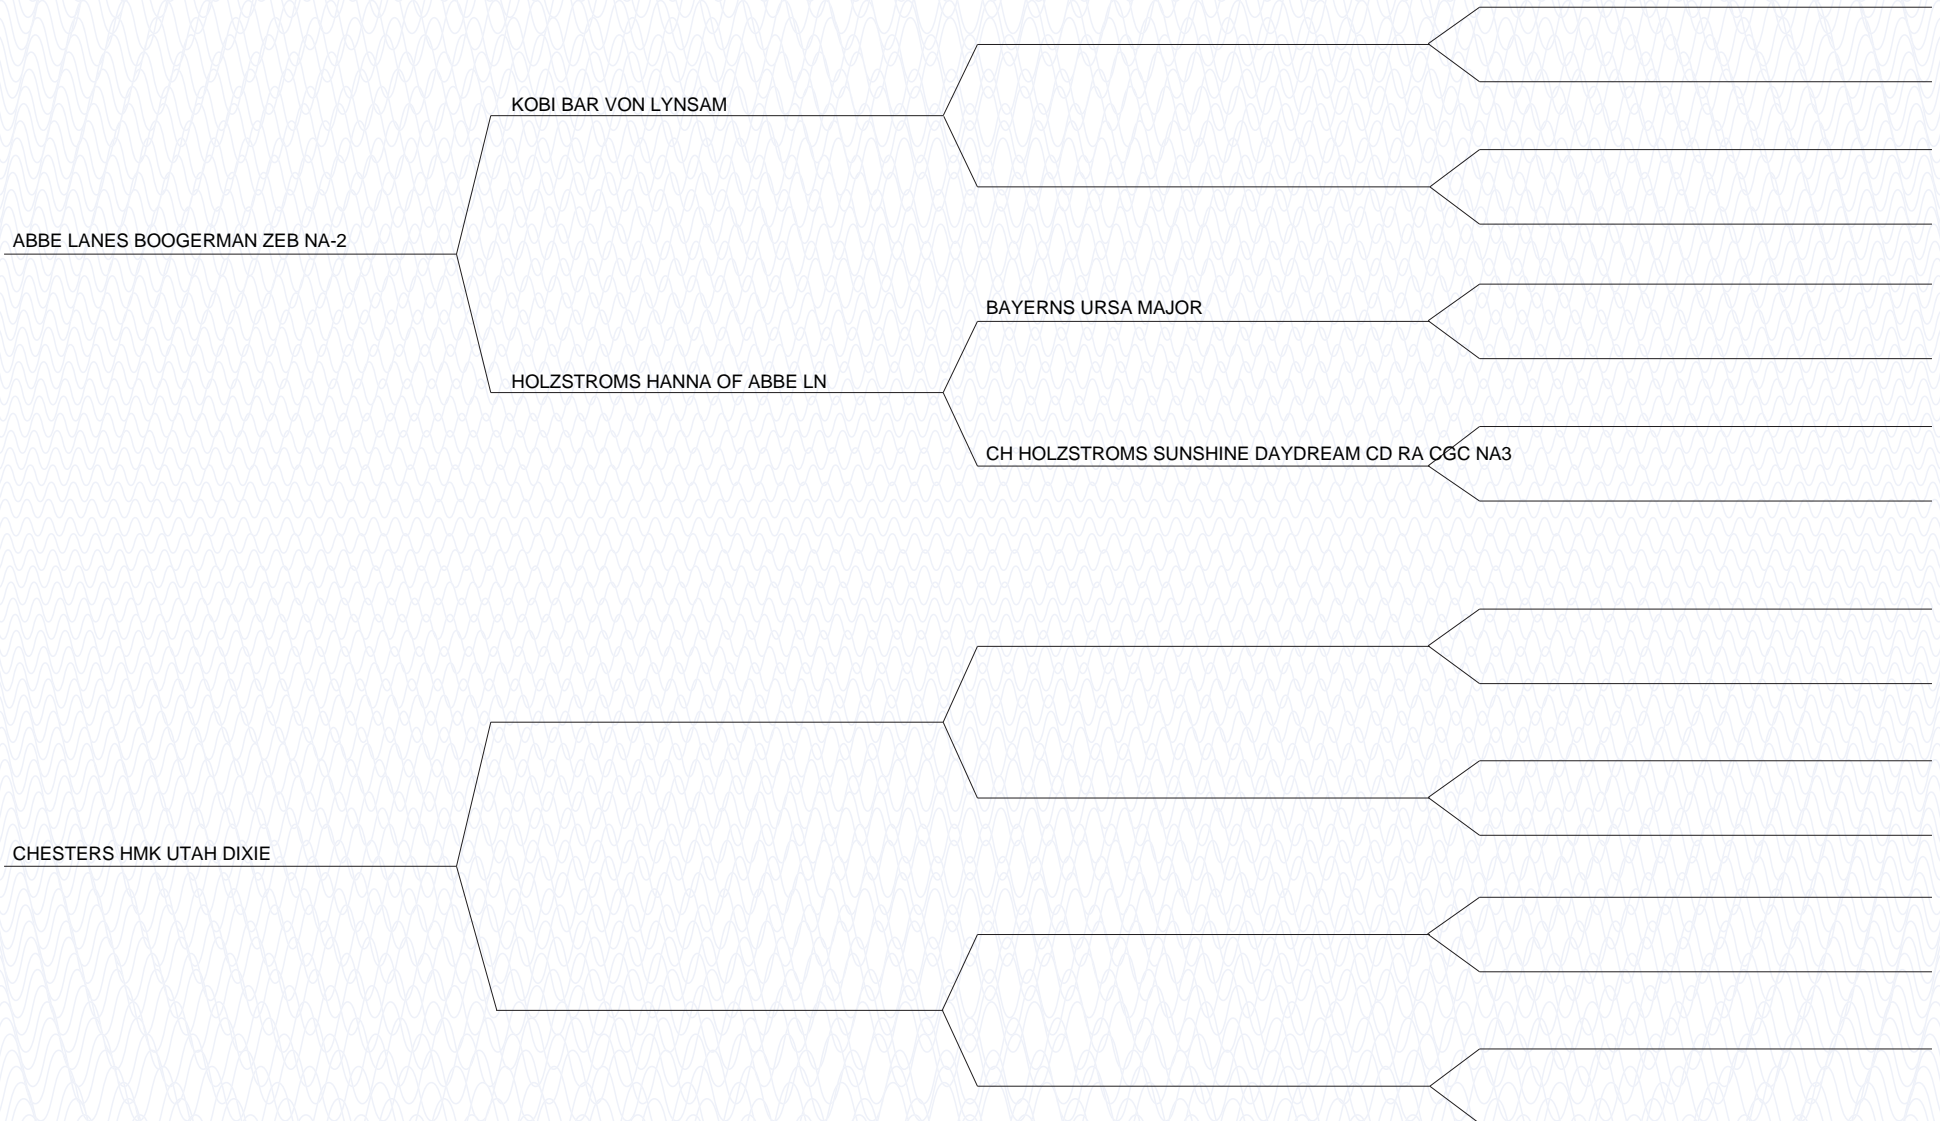 KOBI BAR VON LYNSAM
ABBE LANES BOOGERMAN ZEB NA-2
BAYERNS URSA MAJOR
HOLZSTROMS HANNA OF ABBE LN
CH HOLZSTROMS SUNSHINE DAYDREAM CD RA CGC NA3
CHESTERS HMK UTAH DIXIE